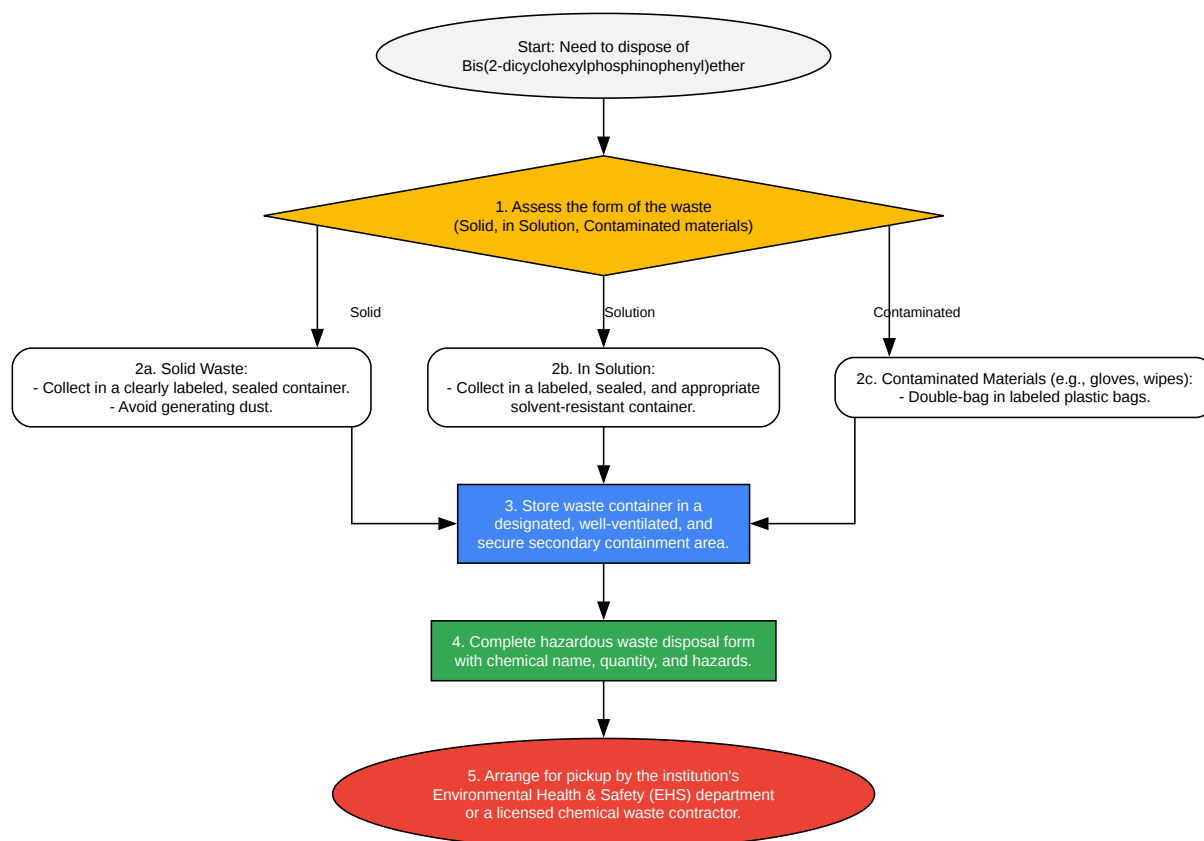 Start: Need to dispose of
Bis(2-dicyclohexylphosphinophenyl)ether
1. Assess the form of the waste
(Solid, in Solution, Contaminated materials)
Solid
Solution
Contaminated
2a. Solid Waste:
- Collect in a clearly labeled, sealed container.
- Avoid generating dust.
2b. In Solution:
- Collect in a labeled, sealed, and appropriate
solvent-resistant container.
2c. Contaminated Materials (e.g., gloves, wipes):
- Double-bag in labeled plastic bags.
3. Store waste container in a
designated, well-ventilated, and
secure secondary containment area.
4. Complete hazardous waste disposal form
with chemical name, quantity, and hazards.
5. Arrange for pickup by the institution's
Environmental Health & Safety (EHS) department
or a licensed chemical waste contractor.